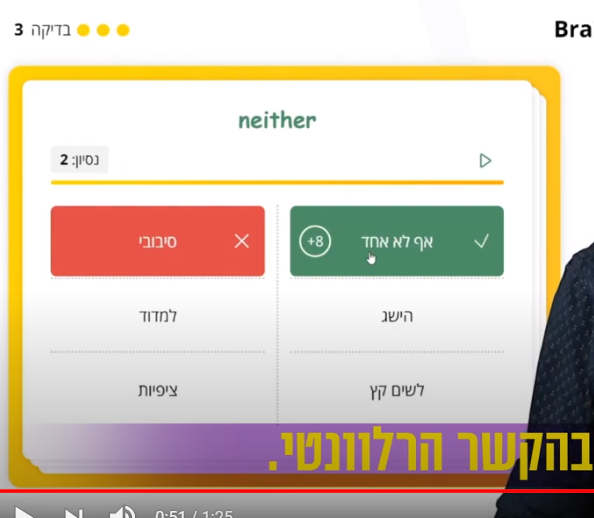 Bra
בדיקה 3
neither
נסיון: 2
אף לא אחד +8
סיבובי
הישג
למדוד
לשים קץ
ציפיות
בהקשר הרלוונטי.
0:51 / 1:25